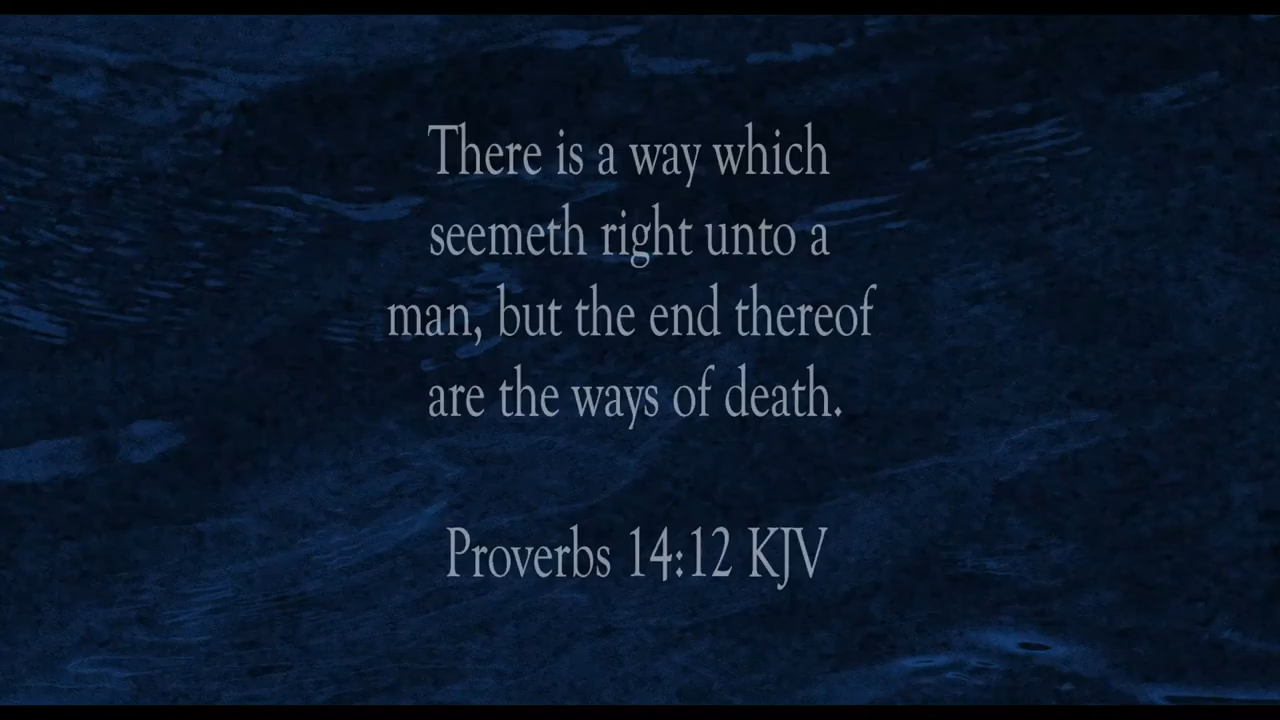 There is a way which
seemeth right unto a
man, but the end thereof
are the ways of death.
Proverbs 14:12 KJV